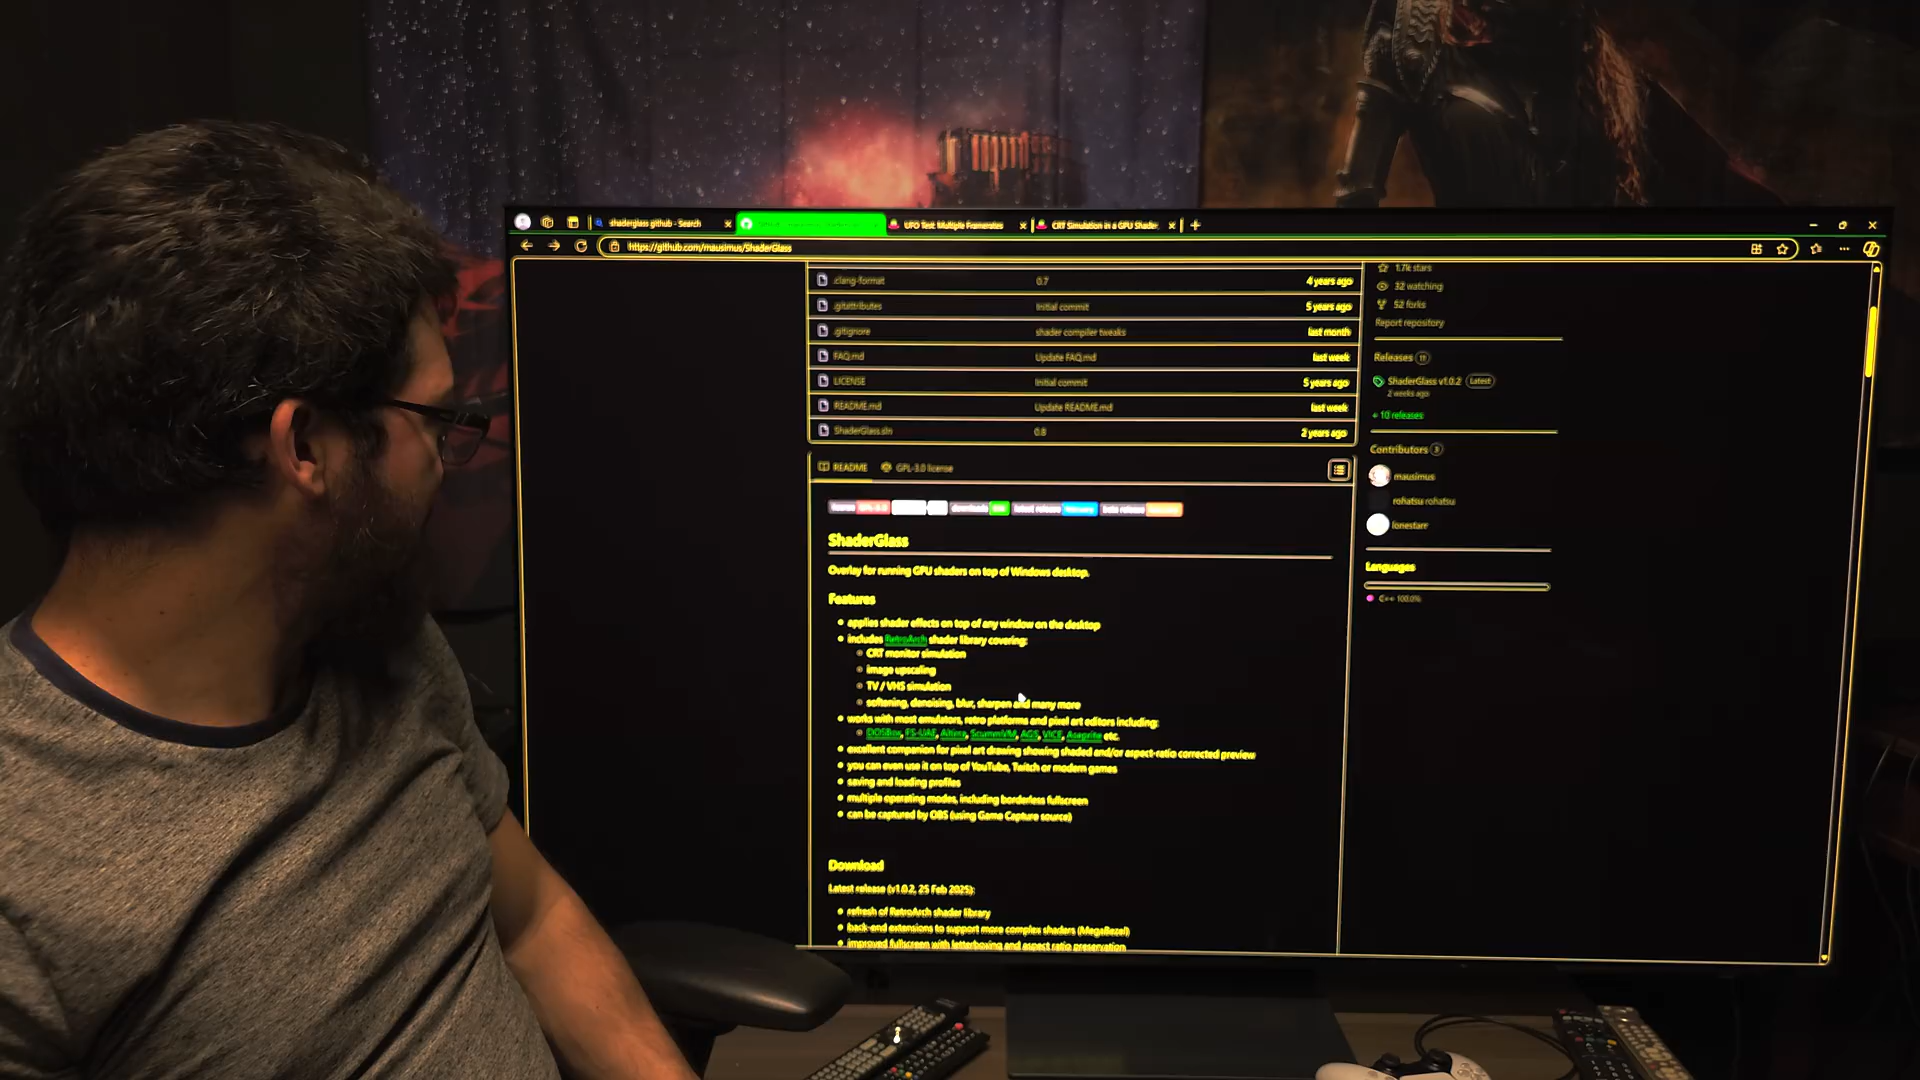 shaderglass github - Search
UFO Test: Multiple Framerates
CRT Simulation in a GPU Shader
https://github.com/mausimus/ShaderGlass
.clang-format 0.7 4 years ago
.gitattributes Initial commit 5 years ago
.gitignore shader compiler tweaks last month
FAQ.md Update FAQ.md last week
LICENSE Initial commit 5 years ago
README.md Update README.md last week
ShaderGlass.sln 0.8 2 years ago
README GPL-3.0 license
license GPL-3.0 downloads latest release beta release
ShaderGlass
Overlay for running GPU shaders on top of Windows desktop.
Features
applies shader effects on top of any window on the desktop
includes RetroArch shader library covering:
CRT monitor simulation
image upscaling
TV / VHS simulation
softening, denoising, blur, sharpen and many more
works with most emulators, retro platforms and pixel art editors including:
DOSBox, FS-UAE, Altirra, ScummVM, AGS, VICE, Aseprite etc.
excellent companion for pixel art drawing showing shaded and/or aspect-ratio corrected preview
you can even use it on top of YouTube, Twitch or modern games
saving and loading profiles
multiple operating modes, including borderless fullscreen
can be captured by OBS (using Game Capture source)
Download
Latest release (v1.0.2, 25 Feb 2025):
refresh of RetroArch shader library
back-end extensions to support more complex shaders (MegaBezel)
improved fullscreen with letterboxing and aspect ratio preservation
1.7k stars
32 watching
52 forks
Report repository
Releases 11
ShaderGlass v1.0.2 Latest
2 weeks ago
+ 10 releases
Contributors 3
mausimus
rohatsu rohatsu
lonestarr
Languages
C++ 100.0%